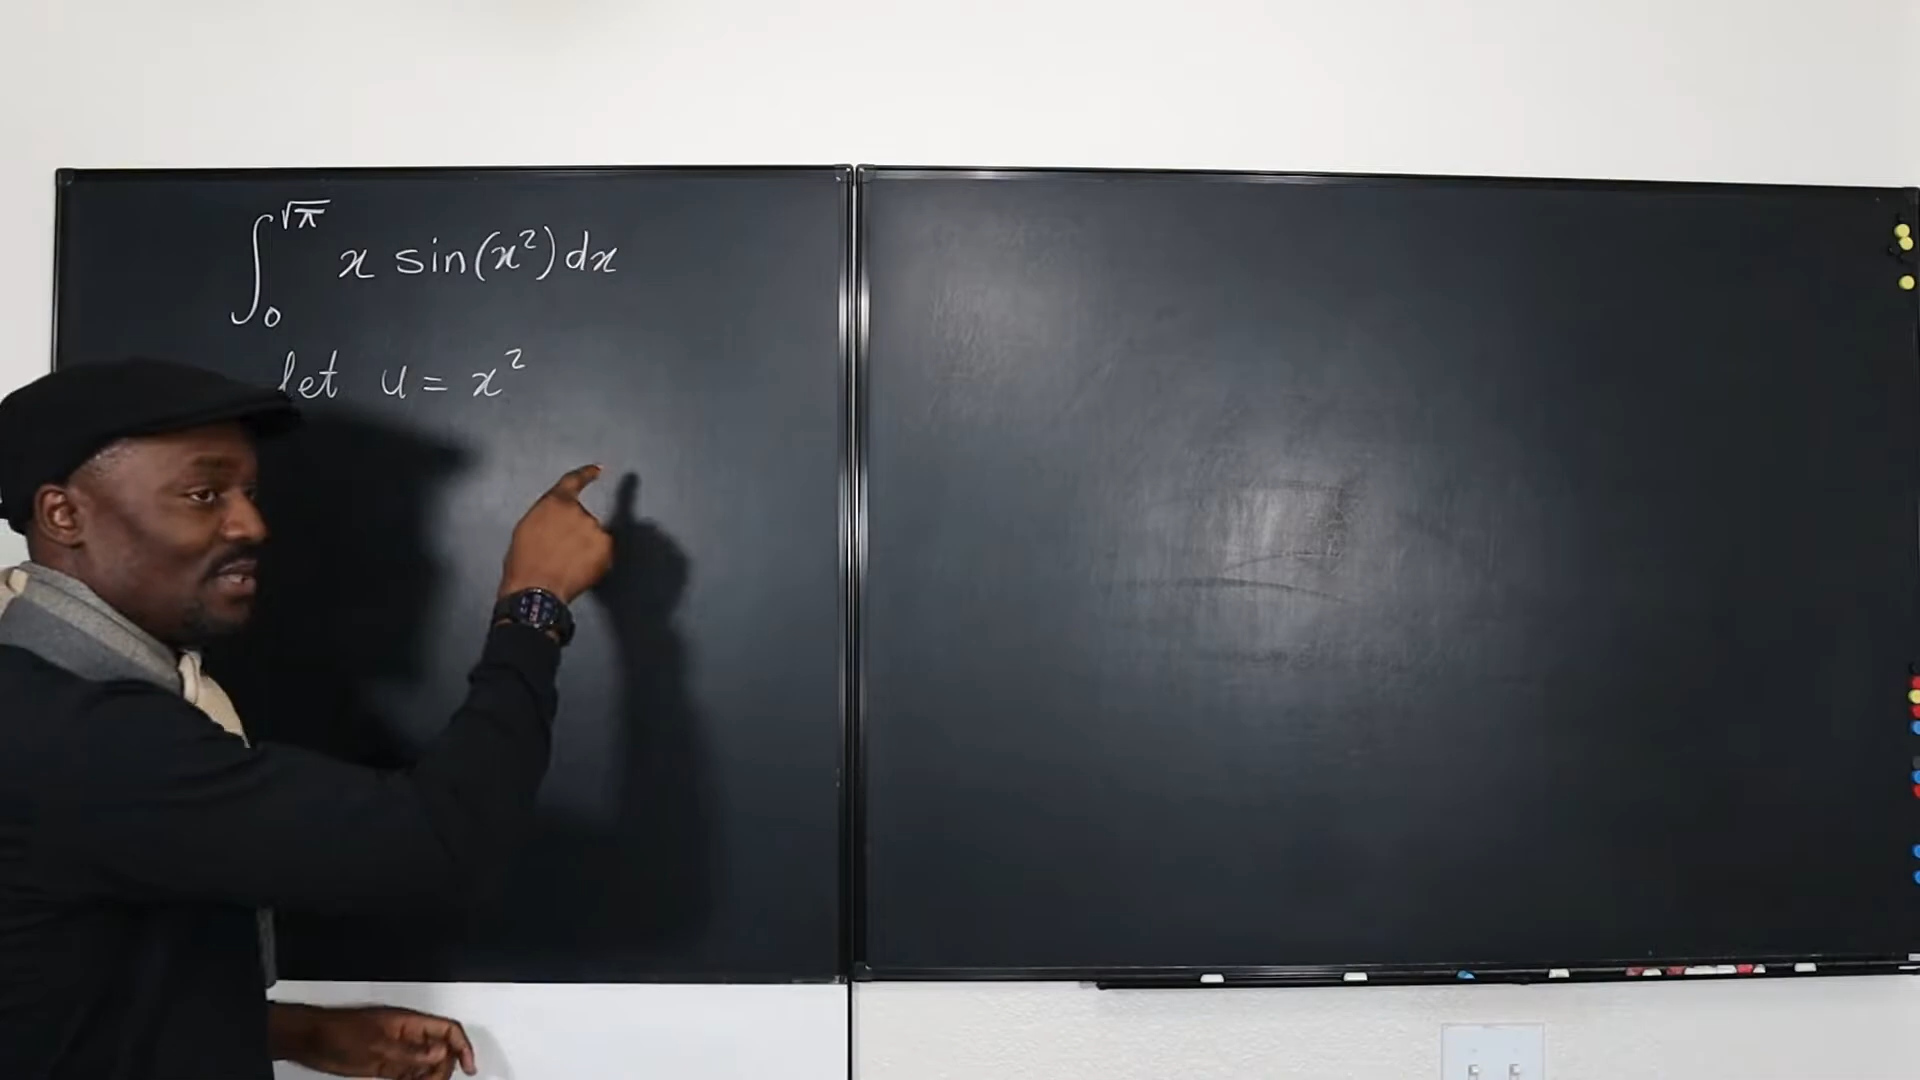 ∫₀^√π x sin(x²) dx
let u = x²